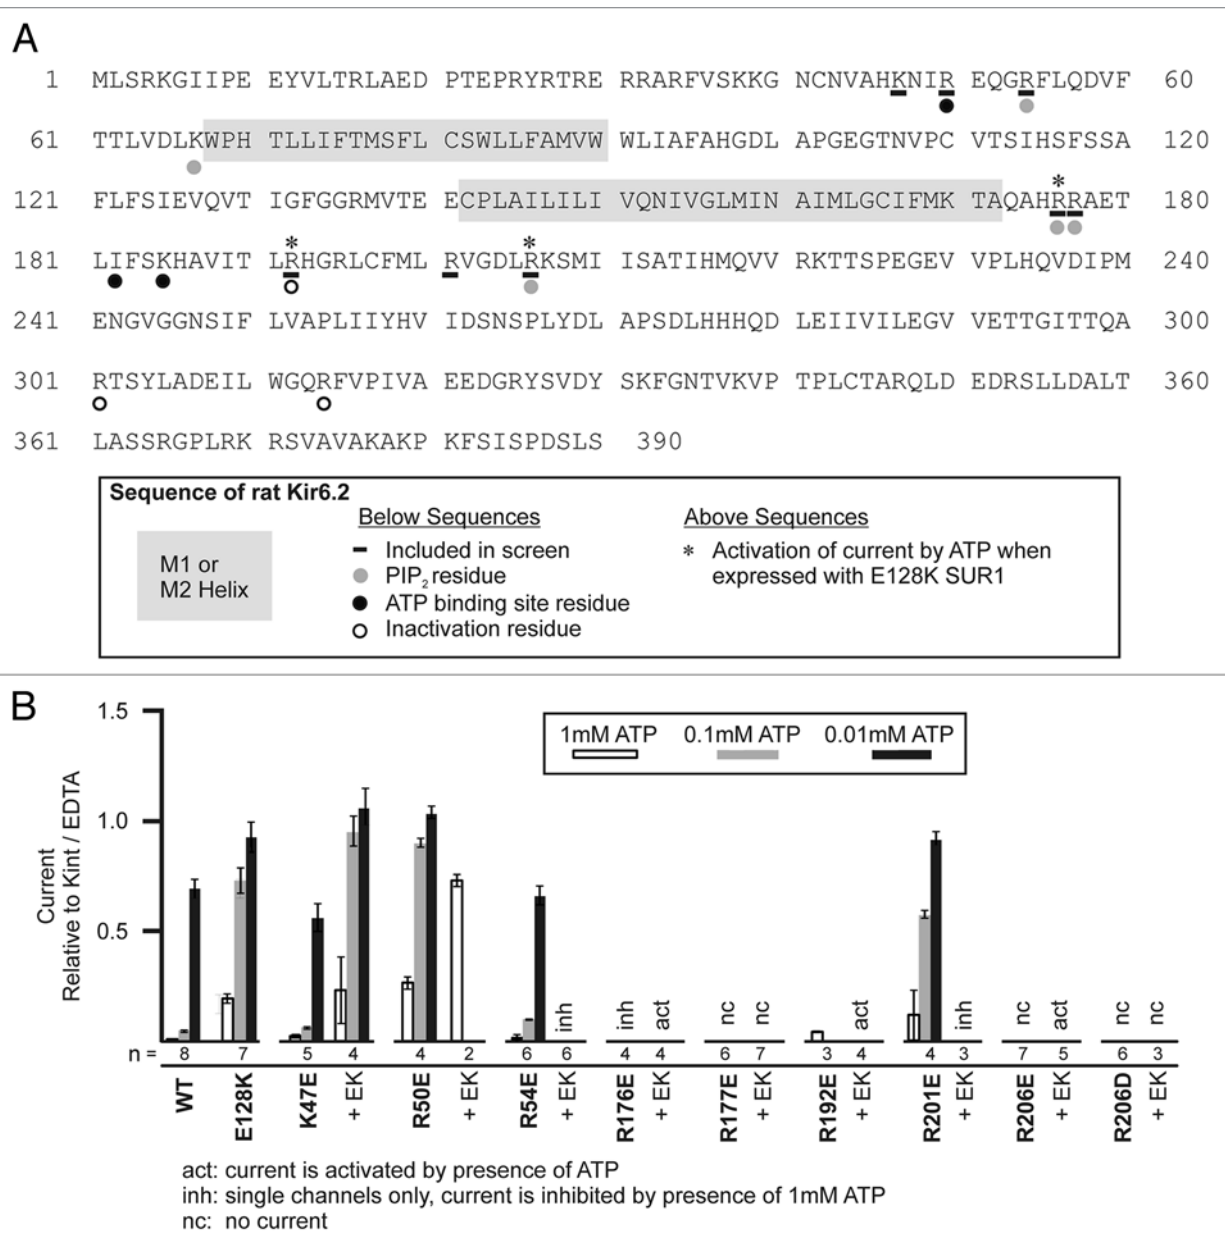 A
1 MLSRKGIIPE EYVLTRLAED PTEPRYRTRE RRARFVSKKG NCNVAHKNIR EQGRFLQDVF 60
61 TTLVDLKWPH TLLIFTMSFL CSWLLFAMVW WLIAFAHGDL APGEGTNVPC VTSIHSFSSA 120
*
121 FLFSIEVQVT IGFGGRMVTE ECPLAILILI VQNIVGLMIN AIMLGCIFMK TAQAHRRAET 180
* *
181 LIFSKHAVIT LRHGRLCFML RVGDLRKSMI ISATIHMQVV RKTTSPEGEV VPLHQVDIPM 240
241 ENGVGGNSIF LVAPLIIYHV IDSNSPLYDL APSDLHHHQD LEIIVILEGV VETTGITTQA 300
301 RTSYLADEIL WGQRFVPIVA EEDGRYSVDY SKFGNTVKVP TPLCTARQLD EDRSLLDALT 360
361 LASSRGPLRK RSVAVAKAKP KFSISPDSLS 390
Sequence of rat Kir6.2
M1 or
M2 Helix
Below Sequences
Included in screen
PIP2 residue
ATP binding site residue
Inactivation residue
Above Sequences
* Activation of current by ATP when
expressed with E128K SUR1
B
Current
Relative to Kint / EDTA
1.5
1.0
0.5
1mM ATP 0.1mM ATP 0.01mM ATP
inh inh act nc nc act inh nc act nc nc
n = 8 7 5 4 4 2 6 6 4 4 6 7 3 4 4 3 7 5 6 3
WT E128K K47E + EK R50E + EK R54E + EK R176E + EK R177E + EK R192E + EK R201E + EK R206E + EK R206D + EK
act: current is activated by presence of ATP
inh: single channels only, current is inhibited by presence of 1mM ATP
nc: no current